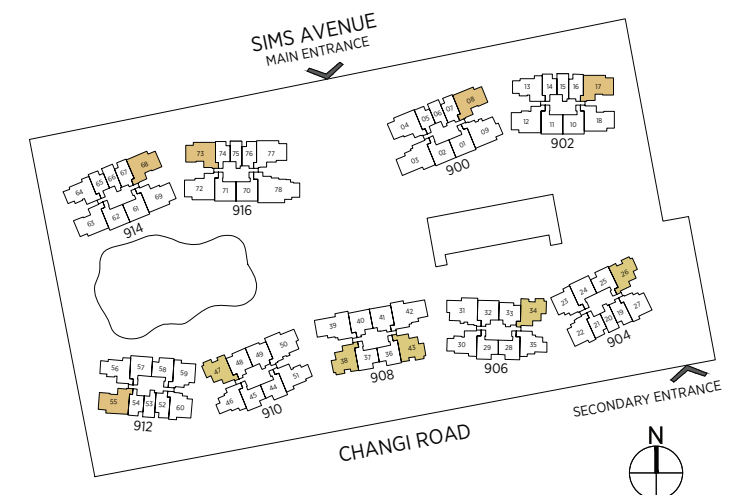 SIMS AVENUE
MAIN ENTRANCE
04 05 06 07 08
03 02 01 09
900
13 14 15 16 17
12 11 10 18
902
64 65 66 67 68
63 62 61 69
914
73 74 75 76 77
72 71 70 78
916
23 24 25 26
22 21 20 19 27
904
31 32 33 34
30 29 28 35
906
39 40 41 42
38 37 36 43
908
47 48 49 50
46 45 44 51
910
56 57 58 59
55 54 53 52 60
912
SECONDARY ENTRANCE
CHANGI ROAD
N